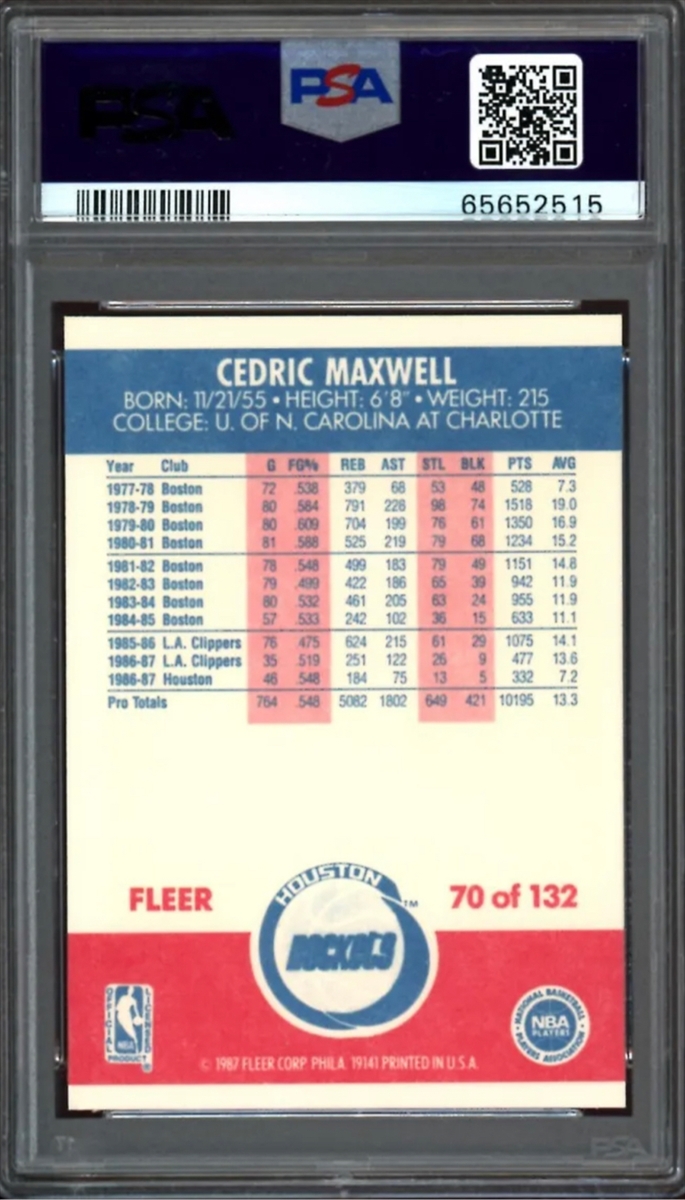 PSA
PSA
65652515
CEDRIC MAXWELL
BORN: 11/21/55 • HEIGHT: 6'8" • WEIGHT: 215
COLLEGE: U. OF N. CAROLINA AT CHARLOTTE
Year Club G FG% REB AST STL BLK PTS AVG
1977-78 Boston 72 .538 379 68 53 48 528 7.3
1978-79 Boston 80 .584 791 228 98 74 1518 19.0
1979-80 Boston 80 .609 704 199 76 61 1350 16.9
1980-81 Boston 81 .588 525 219 79 68 1234 15.2
1981-82 Boston 78 .548 499 183 79 49 1151 14.8
1982-83 Boston 79 .499 422 186 65 39 942 11.9
1983-84 Boston 80 .532 461 205 63 24 955 11.9
1984-85 Boston 57 .533 242 102 36 15 633 11.1
1985-86 L.A. Clippers 76 .475 624 215 61 29 1075 14.1
1986-87 L.A. Clippers 35 .519 251 122 26 9 477 13.6
1986-87 Houston 46 .548 184 75 13 5 332 7.2
Pro Totals 764 .548 5082 1802 649 421 10195 13.3
FLEER
HOUSTON
ROCKETS
TM
70 of 132
OFFICIAL LICENSED PRODUCT
NBA
®
NATIONAL BASKETBALL PLAYERS ASSOCIATION
NBA
PLAYERS
© 1987 FLEER CORP. PHILA. 19141 PRINTED IN U.S.A.
PSA